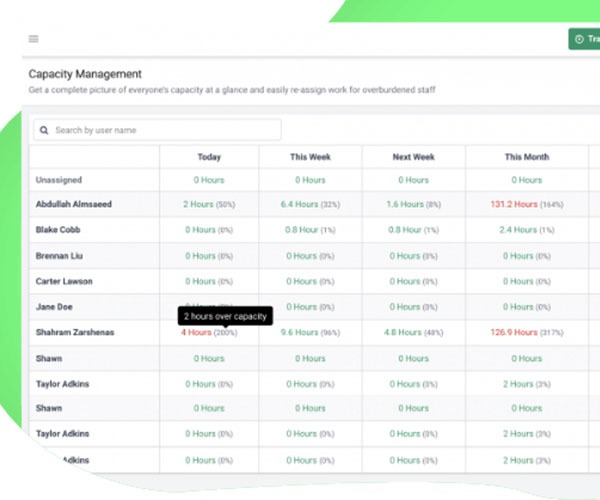 Tra
Capacity Management
Get a complete picture of everyone's capacity at a glance and easily re-assign work for overburdened staff
Search by user name
Today This Week Next Week This Month
Unassigned 0 Hours 0 Hours 0 Hours 0 Hours
Abdullah Almsaeed 2 Hours (50%) 6.4 Hours (32%) 1.6 Hours (8%) 131.2 Hours (164%)
Blake Cobb 0 Hours (0%) 0.8 Hour (1%) 0.8 Hour (1%) 2.4 Hours (1%)
Brennan Liu 0 Hours (0%) 0 Hours (0%) 0 Hours (0%) 0 Hours (0%)
Carter Lawson 0 Hours (0%) 0 Hours (0%) 0 Hours (0%) 0 Hours (0%)
Jane Doe 0 Hours (0%) 0 Hours (0%) 0 Hours (0%)
2 hours over capacity
Shahram Zarshenas 4 Hours (200%) 9.6 Hours (96%) 4.8 Hours (48%) 126.9 Hours (317%)
Shawn 0 Hours 0 Hours 0 Hours 0 Hours
Taylor Adkins 0 Hours (0%) 0 Hours (0%) 0 Hours (0%) 2 Hours (3%)
Shawn 0 Hours 0 Hours 0 Hours 0 Hours
Taylor Adkins 0 Hours (0%) 0 Hours (0%) 0 Hours (0%) 2 Hours (3%)
Adkins 0 Hours (0%) 0 Hours (0%) 0 Hours (0%) 2 Hours (3%)